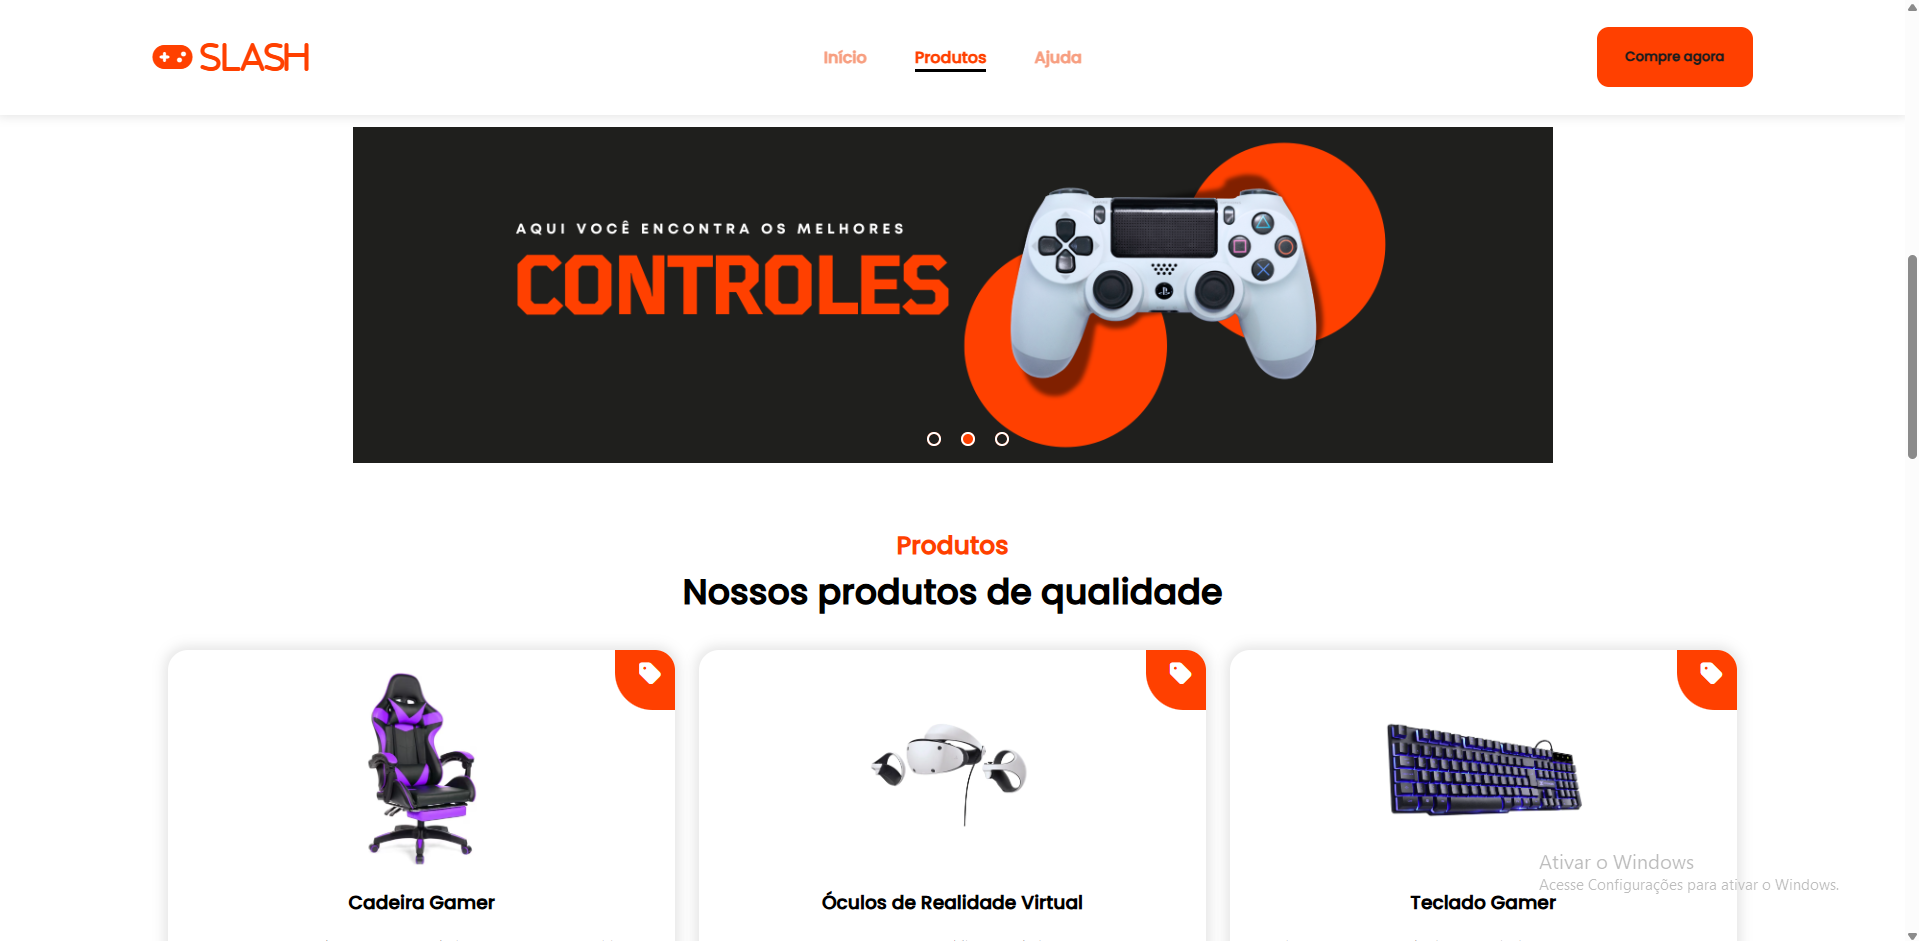 SLASH
Início
Produtos
Ajuda
Compre agora
AQUI VOCÊ ENCONTRA OS MELHORES
CONTROLES
Produtos
Nossos produtos de qualidade
Cadeira Gamer
Óculos de Realidade Virtual
Teclado Gamer
Ativar o Windows
Acesse Configurações para ativar o Windows.